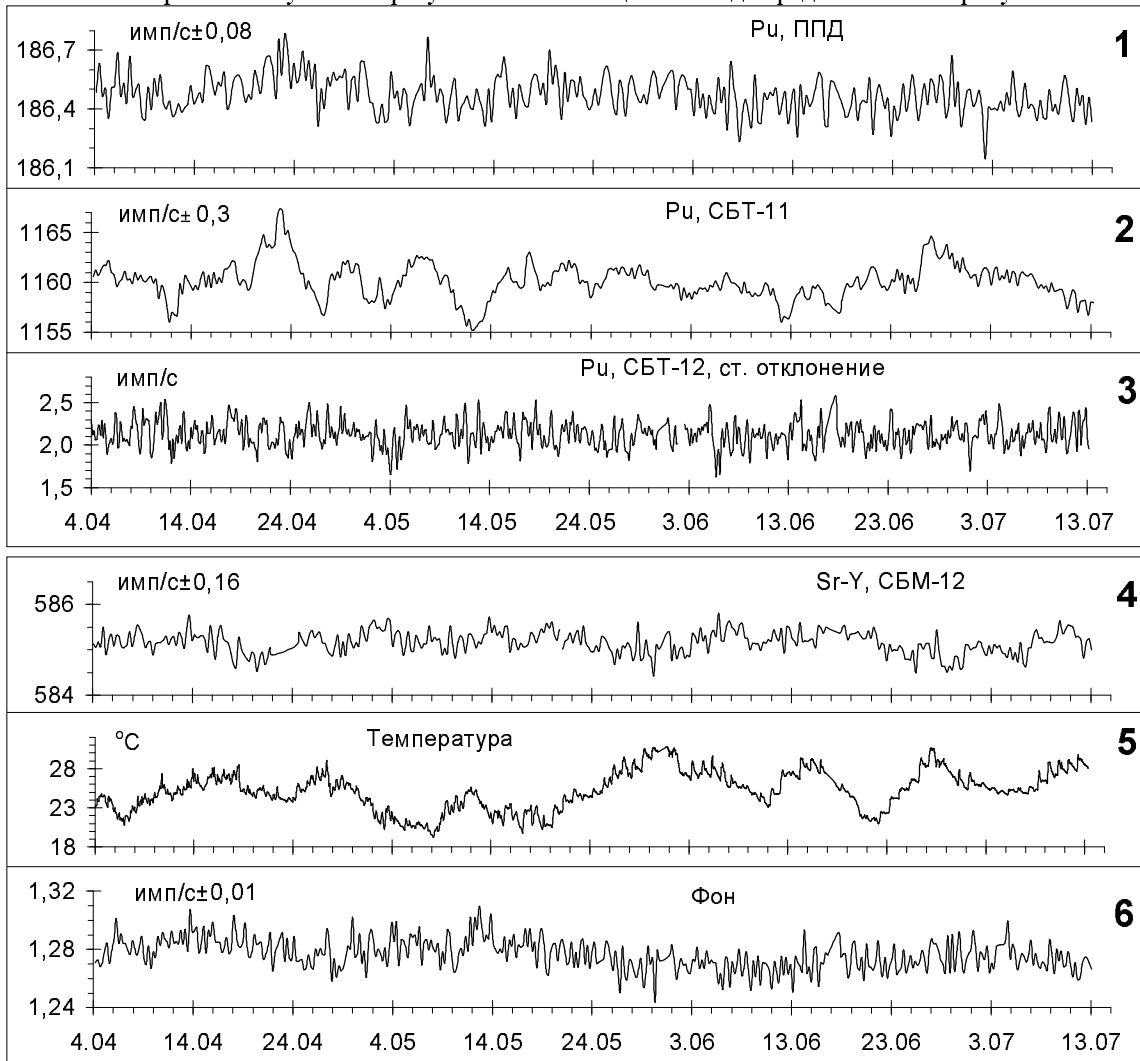 имп/с±0,08 Pu, ППД 1
186,7
186,4
186,1
имп/с± 0,3 Pu, СБТ-11 2
1165
1160
1155
имп/с Pu, СБТ-12, ст. отклонение 3
2,5
2,0
1,5
4.04 14.04 24.04 4.05 14.05 24.05 3.06 13.06 23.06 3.07 13.07
имп/с±0,16 Sr-Y, СБМ-12 4
586
584
°C Температура 5
28
23
18
имп/с±0,01 Фон 6
1,32
1,28
1,24
4.04 14.04 24.04 4.05 14.05 24.05 3.06 13.06 23.06 3.07 13.07